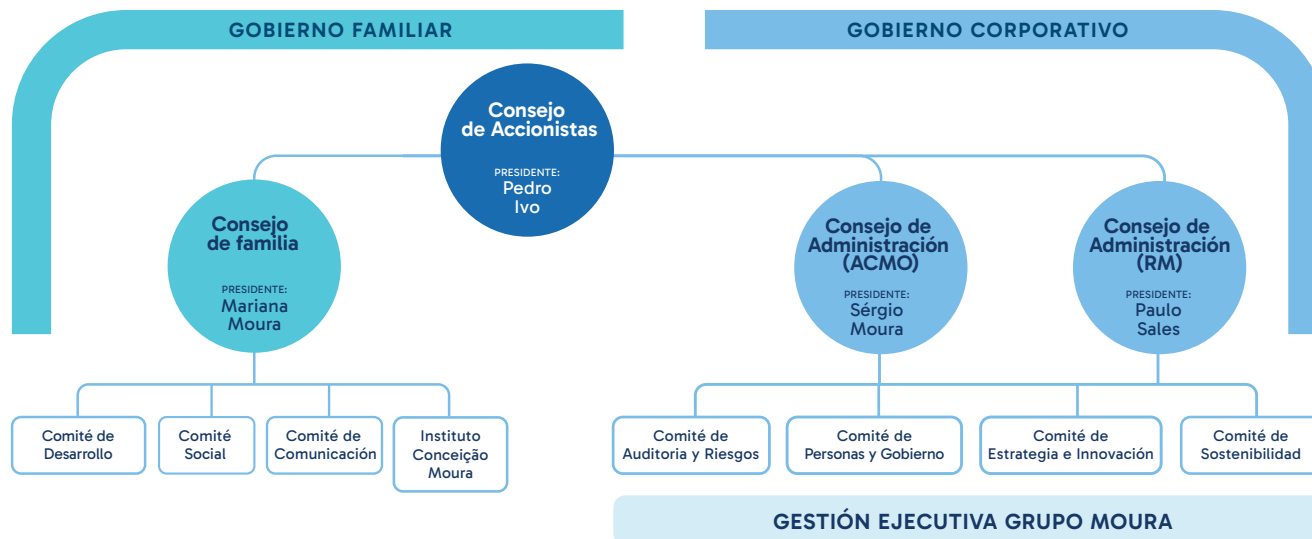 GOBIERNO FAMILIAR
GOBIERNO CORPORATIVO
Consejo
de Accionistas
PRESIDENTE:
Pedro
Ivo
Consejo
de familia
PRESIDENTE:
Mariana
Moura
Consejo de
Administración
(ACMO)
PRESIDENTE:
Sérgio
Moura
Consejo de
Administración
(RM)
PRESIDENTE:
Paulo
Sales
Comité de
Desarrollo
Comité
Social
Comité de
Comunicación
Instituto
Conceição
Moura
Comité de
Auditoria y Riesgos
Comité de
Personas y Gobierno
Comité de
Estrategia e Innovación
Comité de
Sostenibilidad
GESTIÓN EJECUTIVA GRUPO MOURA